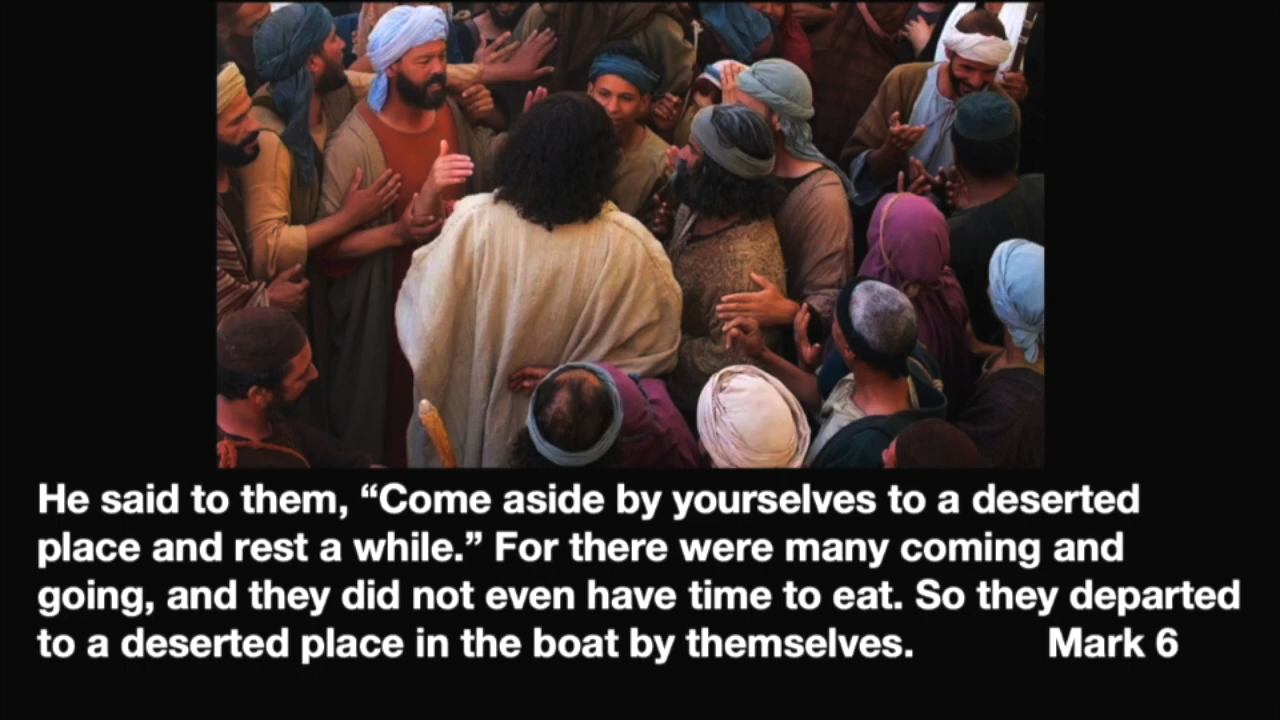 He said to them, “Come aside by yourselves to a deserted
place and rest a while.” For there were many coming and
going, and they did not even have time to eat. So they departed
to a deserted place in the boat by themselves. Mark 6